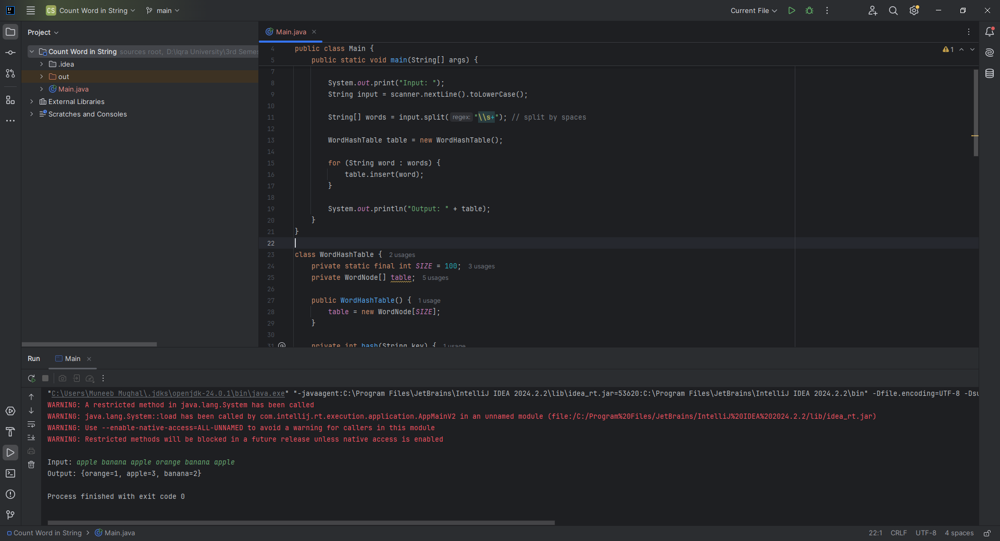 CS Count Word in String main Current File
Project
Main.java
Count Word in String sources root, D:\Iqra University\3rd Semes
.idea
out
Main.java
External Libraries
Scratches and Consoles
1
4 public class Main {
5 public static void main(String[] args) {
7
8 System.out.print("Input: ");
9 String input = scanner.nextLine().toLowerCase();
10
11 String[] words = input.split( regex: "\\s+"); // split by spaces
12
13 WordHashTable table = new WordHashTable();
14
15 for (String word : words) {
16 table.insert(word);
17 }
18
19 System.out.println("Output: " + table);
20 }
21 }
22
23 class WordHashTable { 2 usages
24 private static final int SIZE = 100; 3 usages
25 private WordNode[] table; 5 usages
26
27 public WordHashTable() { 1 usage
28 table = new WordNode[SIZE];
29 }
30
31 private int hash(String key) { 1 usage
Run Main
"C:\Users\Muneeb Mughal\.jdks\openjdk-24.0.1\bin\java.exe" "-javaagent:C:\Program Files\JetBrains\IntelliJ IDEA 2024.2.2\lib\idea_rt.jar=53620:C:\Program Files\JetBrains\IntelliJ IDEA 2024.2.2\bin" -Dfile.encoding=UTF-8 -Dsu
WARNING: A restricted method in java.lang.System has been called
WARNING: java.lang.System::load has been called by com.intellij.rt.execution.application.AppMainV2 in an unnamed module (file:/C:/Program%20Files/JetBrains/IntelliJ%20IDEA%202024.2.2/lib/idea_rt.jar)
WARNING: Use --enable-native-access=ALL-UNNAMED to avoid a warning for callers in this module
WARNING: Restricted methods will be blocked in a future release unless native access is enabled
Input: apple banana apple orange banana apple
Output: {orange=1, apple=3, banana=2}
Process finished with exit code 0
Count Word in String > Main.java 22:1 CRLF UTF-8 4 spaces